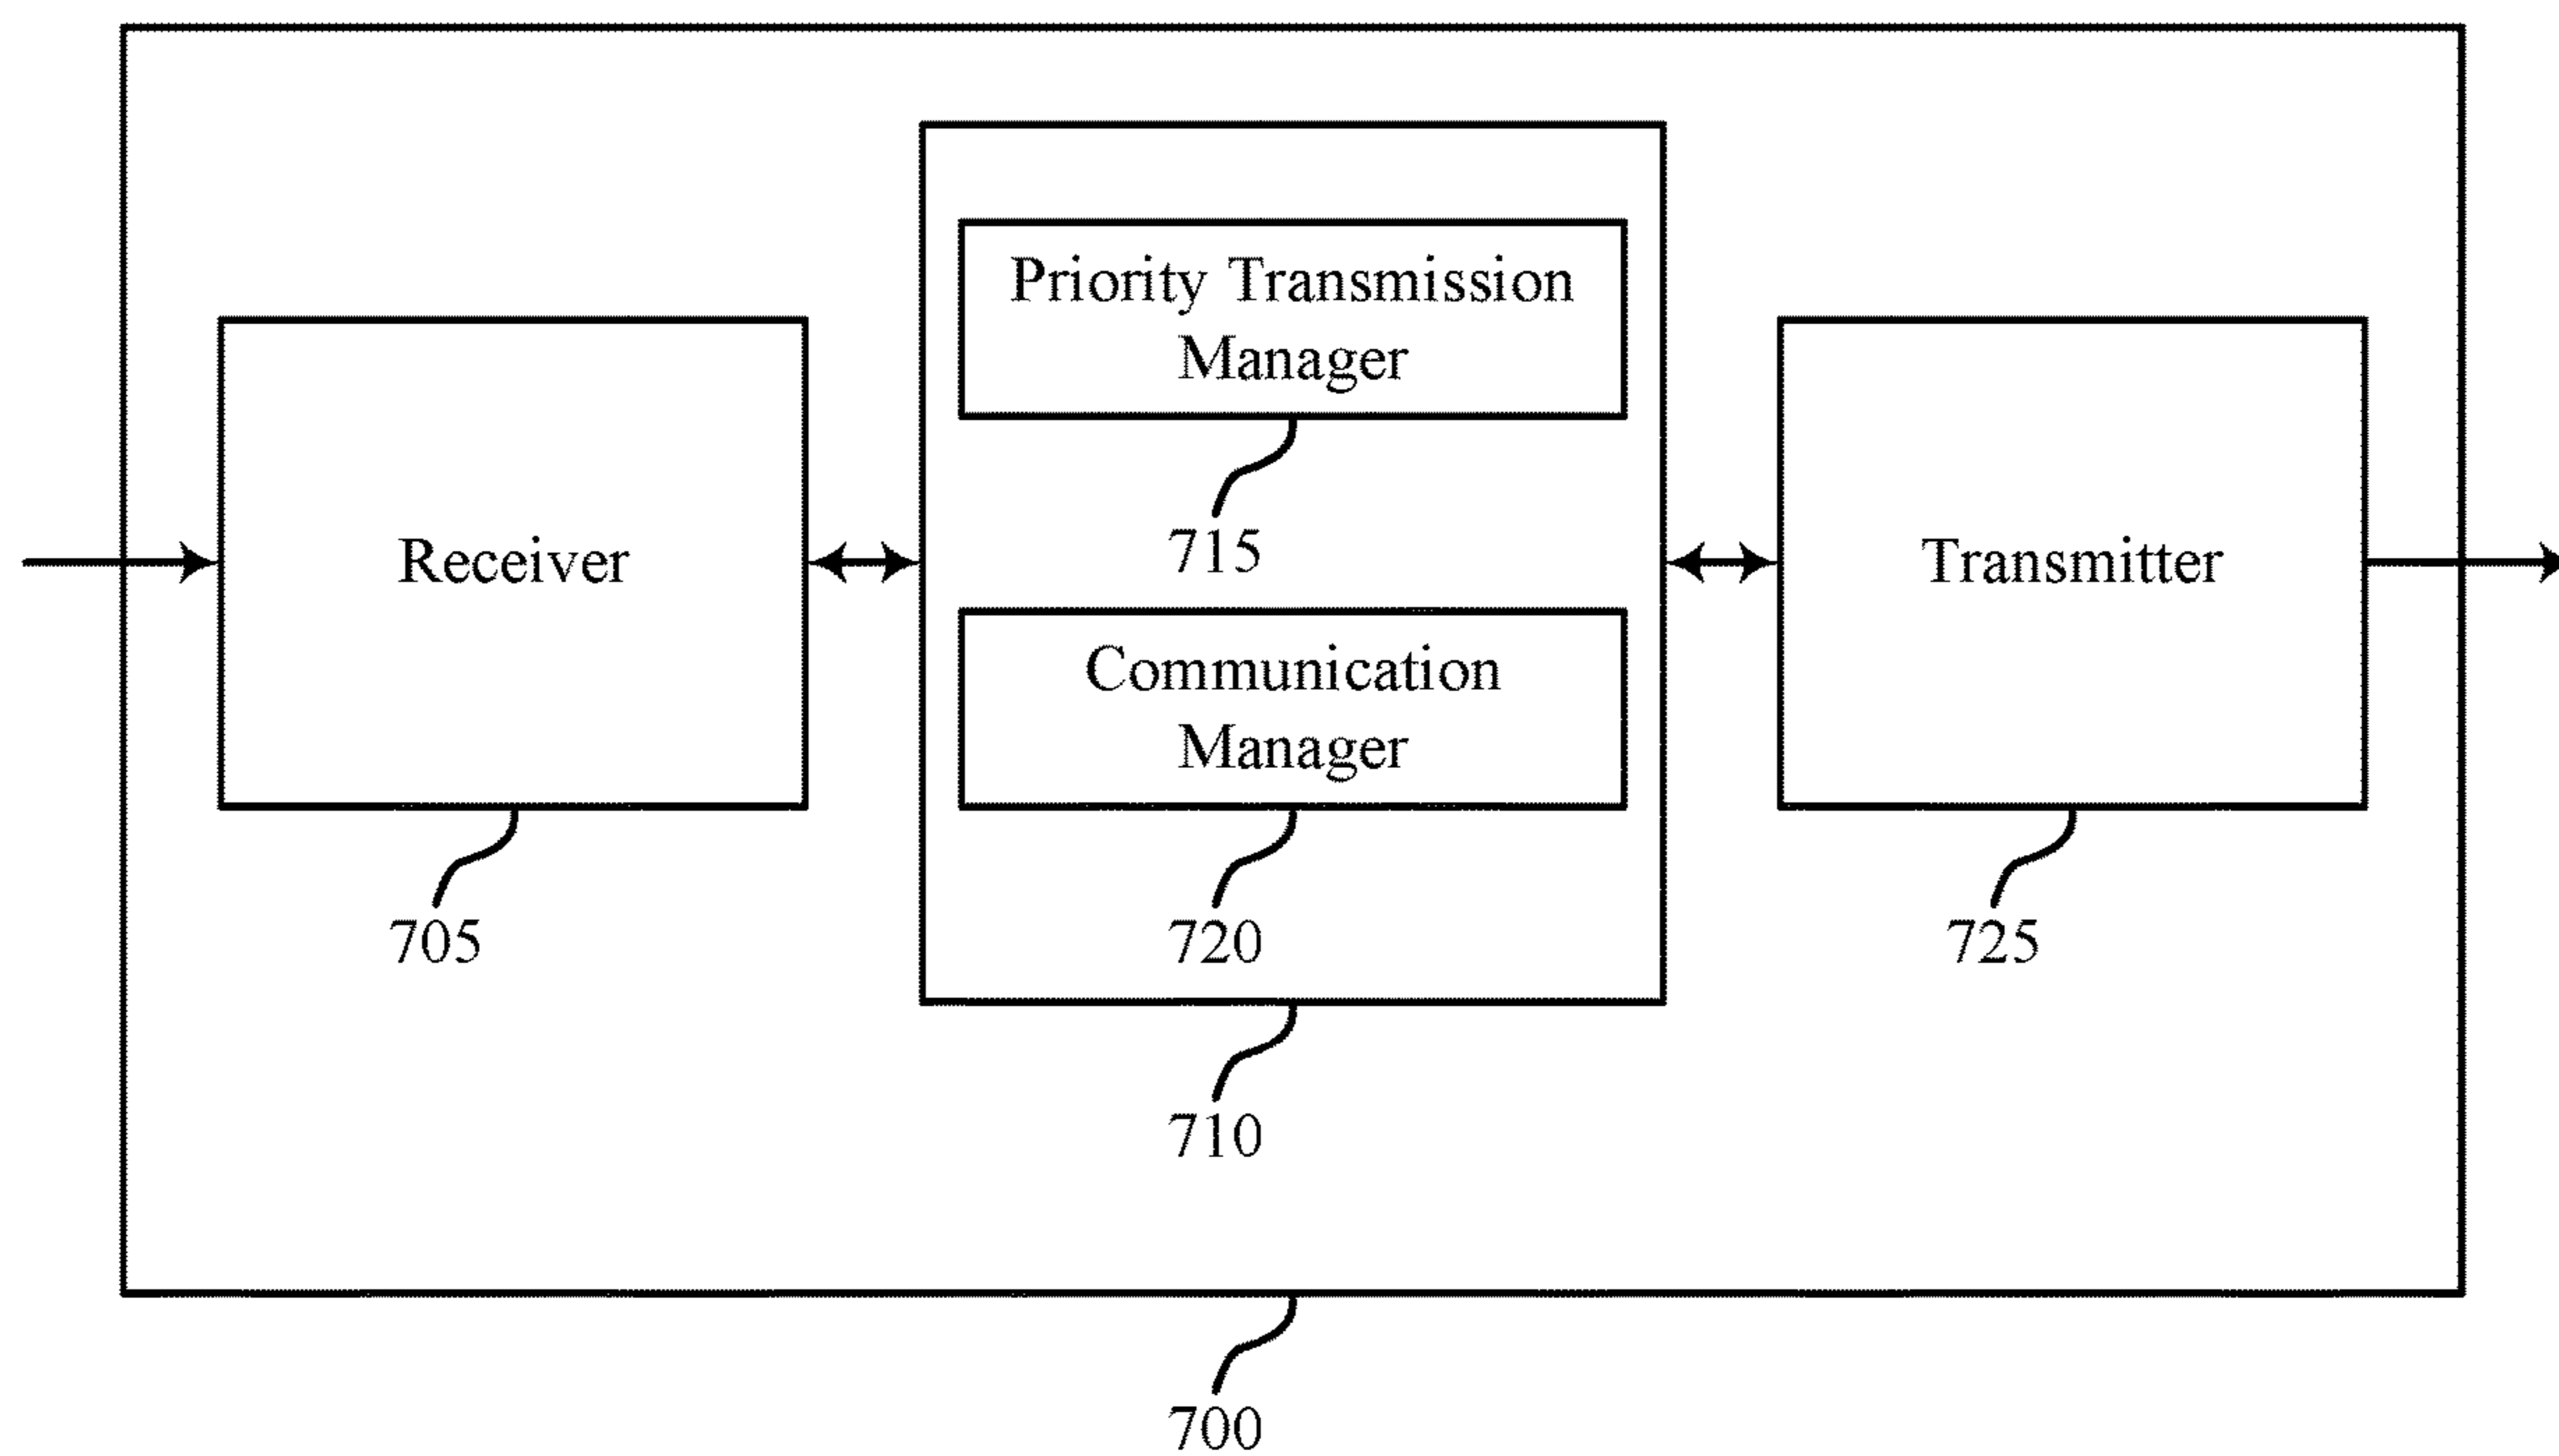 Priority Transmission
Manager
715
Receiver
705
Communication
Manager
720
710
Transmitter
725
700